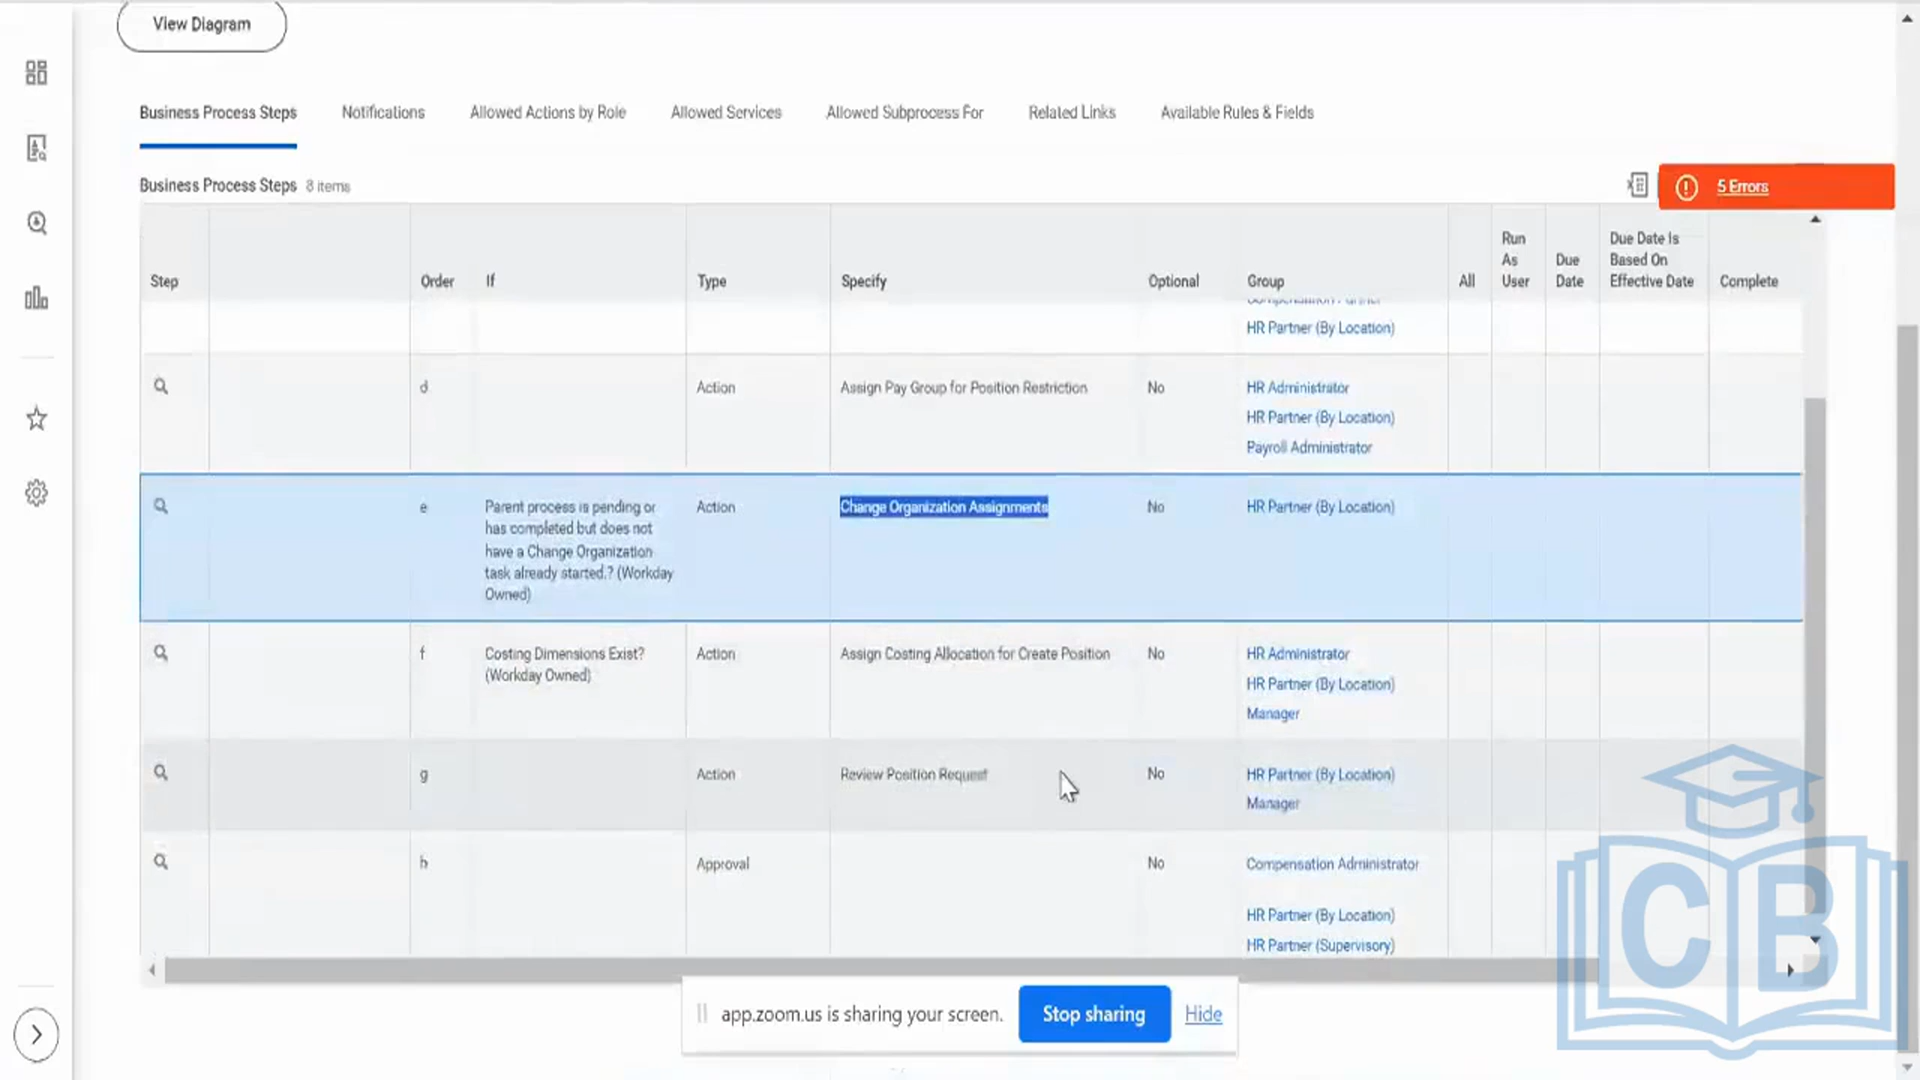 View Diagram
Business Process Steps Notifications Allowed Actions by Role Allowed Services Allowed Subprocess For Related Links Available Rules & Fields
Business Process Steps 8 items
5 Errors
Step Order If Type Specify Optional Group All Run As User Due Date Due Date Is Based On Effective Date Complete
HR Partner (By Location)
d Action Assign Pay Group for Position Restriction No HR Administrator
HR Partner (By Location)
Payroll Administrator
e Parent process is pending or Action Change Organization Assignments No HR Partner (By Location)
has completed but does not
have a Change Organization
task already started.? (Workday
Owned)
f Costing Dimensions Exist? Action Assign Costing Allocation for Create Position No HR Administrator
(Workday Owned) HR Partner (By Location)
Manager
g Action Review Position Request No HR Partner (By Location)
Manager
h Approval No Compensation Administrator
HR Partner (By Location)
HR Partner (Supervisory)
app.zoom.us is sharing your screen. Stop sharing Hide
CB